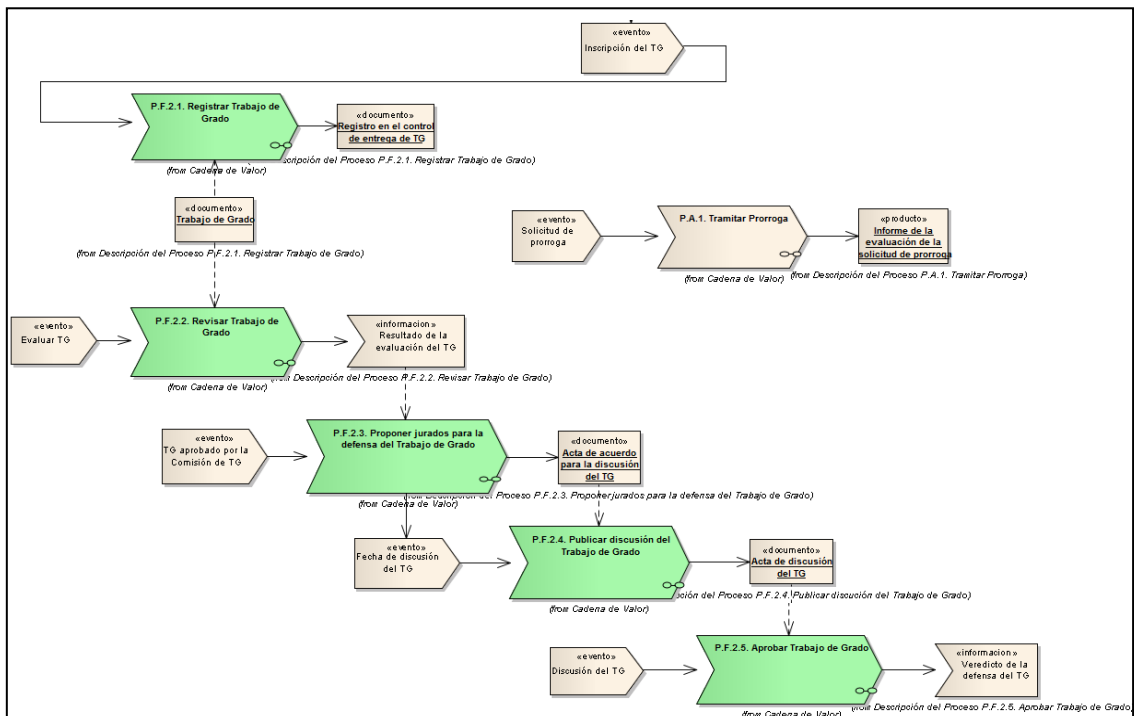 «evento»
Inscripción del TG
P.F.2.1. Registrar Trabajo de
Grado
«documento»
Registro en el control
de entrega de TG
scripción del Proceso P.F.2.1. Registrar Trabajo de Grado)
(from Cadena de Valor)
«documento»
Trabajo de Grado
(from Descripción del Proceso P.F.2.1. Registrar Trabajo de Grado)
«evento»
Solicitud de
prorroga
P.A.1. Tramitar Prorroga
«producto»
Informe de la
evaluación de la
solicitud de prorroga
(from Cadena de Valor)
(from Descripción del Proceso P.A.1. Tramitar Prorroga)
«evento»
Evaluar TG
P.F.2.2. Revisar Trabajo de
Grado
«informacion»
Resultado de la
evaluación del TG
(from Cadena de Valor)
(from Descripción del Proceso P.F.2.2. Revisar Trabajo de Grado)
«evento»
TG aprobado por la
Comisión de TG
P.F.2.3. Proponer jurados para la
defensa del Trabajo de Grado
«documento»
Acta de acuerdo
para la discusión
del TG
(from Descripción del Proceso P.F.2.3. Proponer jurados para la defensa del Trabajo de Grado)
(from Cadena de Valor)
«evento»
Fecha de discusión
del TG
P.F.2.4. Publicar discusión del
Trabajo de Grado
«documento»
Acta de discusión
del TG
ción del Proceso P.F.2.4. Publicar discución del Trabajo de Grado)
(from Cadena de Valor)
«evento»
Discusión del TG
P.F.2.5. Aprobar Trabajo de Grado
«informacion»
Veredicto de la
defensa del TG
(from Cadena de Valor)
(from Descripción del Proceso P.F.2.5. Aprobar Trabajo de Grado)